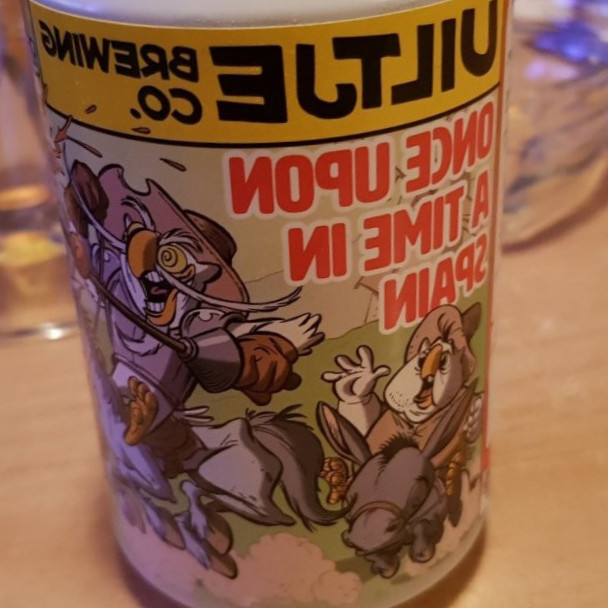 UILTJE BREWING CO.
ONCE UPON
A TIME IN
SPAIN